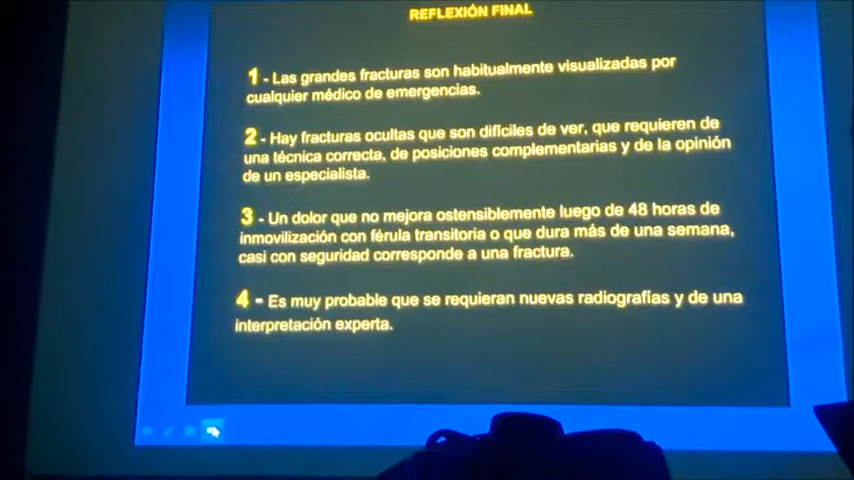 REFLEXIÓN FINAL
1 - Las grandes fracturas son habitualmente visualizadas por
cualquier médico de emergencias.
2 - Hay fracturas ocultas que son difíciles de ver, que requieren de
una técnica correcta, de posiciones complementarias y de la opinión
de un especialista.
3 - Un dolor que no mejora ostensiblemente luego de 48 horas de
inmovilización con férula transitoria o que dura más de una semana,
casi con seguridad corresponde a una fractura.
4 - Es muy probable que se requieran nuevas radiografías y de una
interpretación experta.